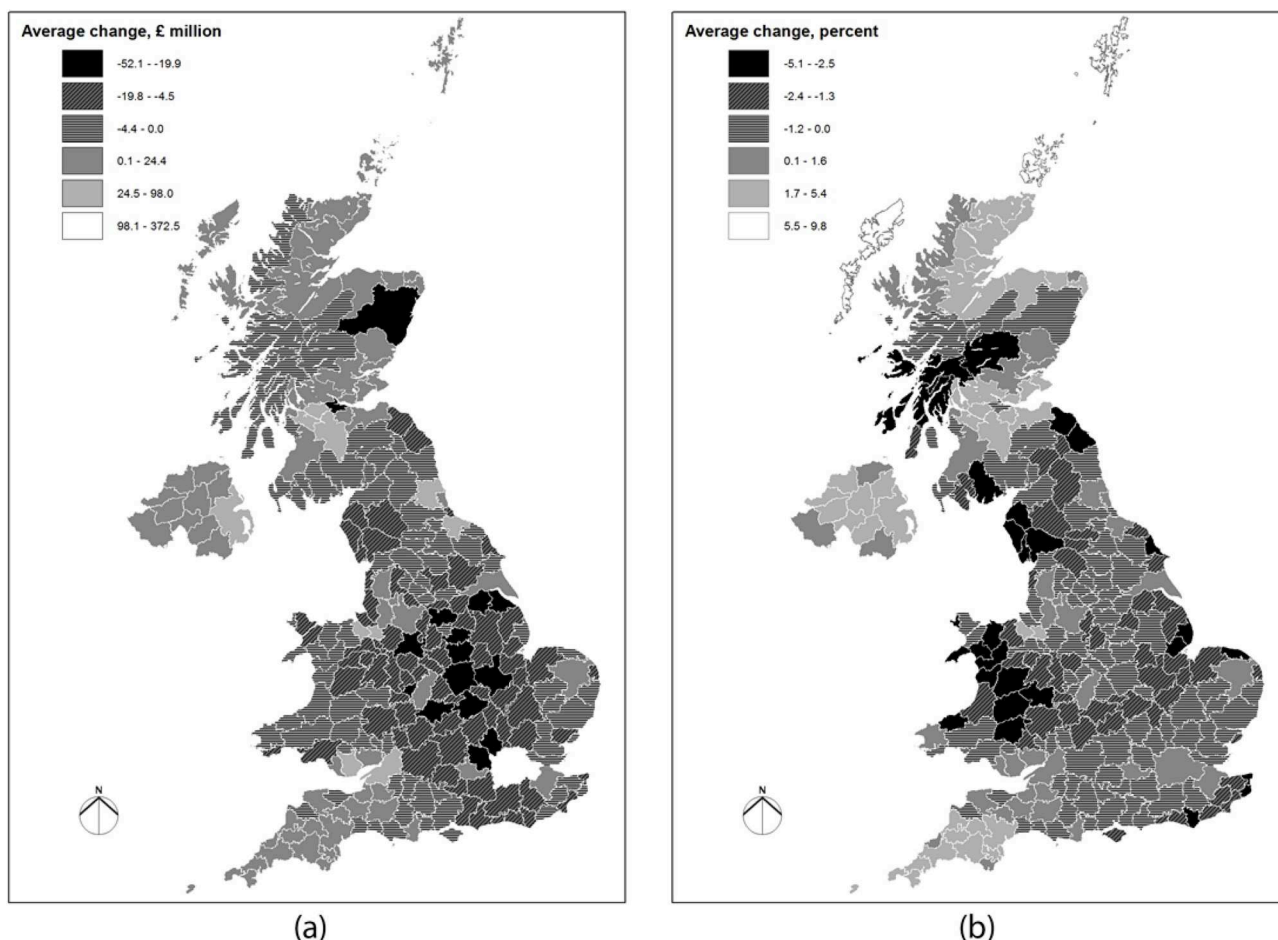 Average change, £ million
-52.1 - -19.9
-19.8 - -4.5
-4.4 - 0.0
0.1 - 24.4
24.5 - 98.0
98.1 - 372.5
N
(a)
Average change, percent
-5.1 - -2.5
-2.4 - -1.3
-1.2 - 0.0
0.1 - 1.6
1.7 - 5.4
5.5 - 9.8
N
(b)